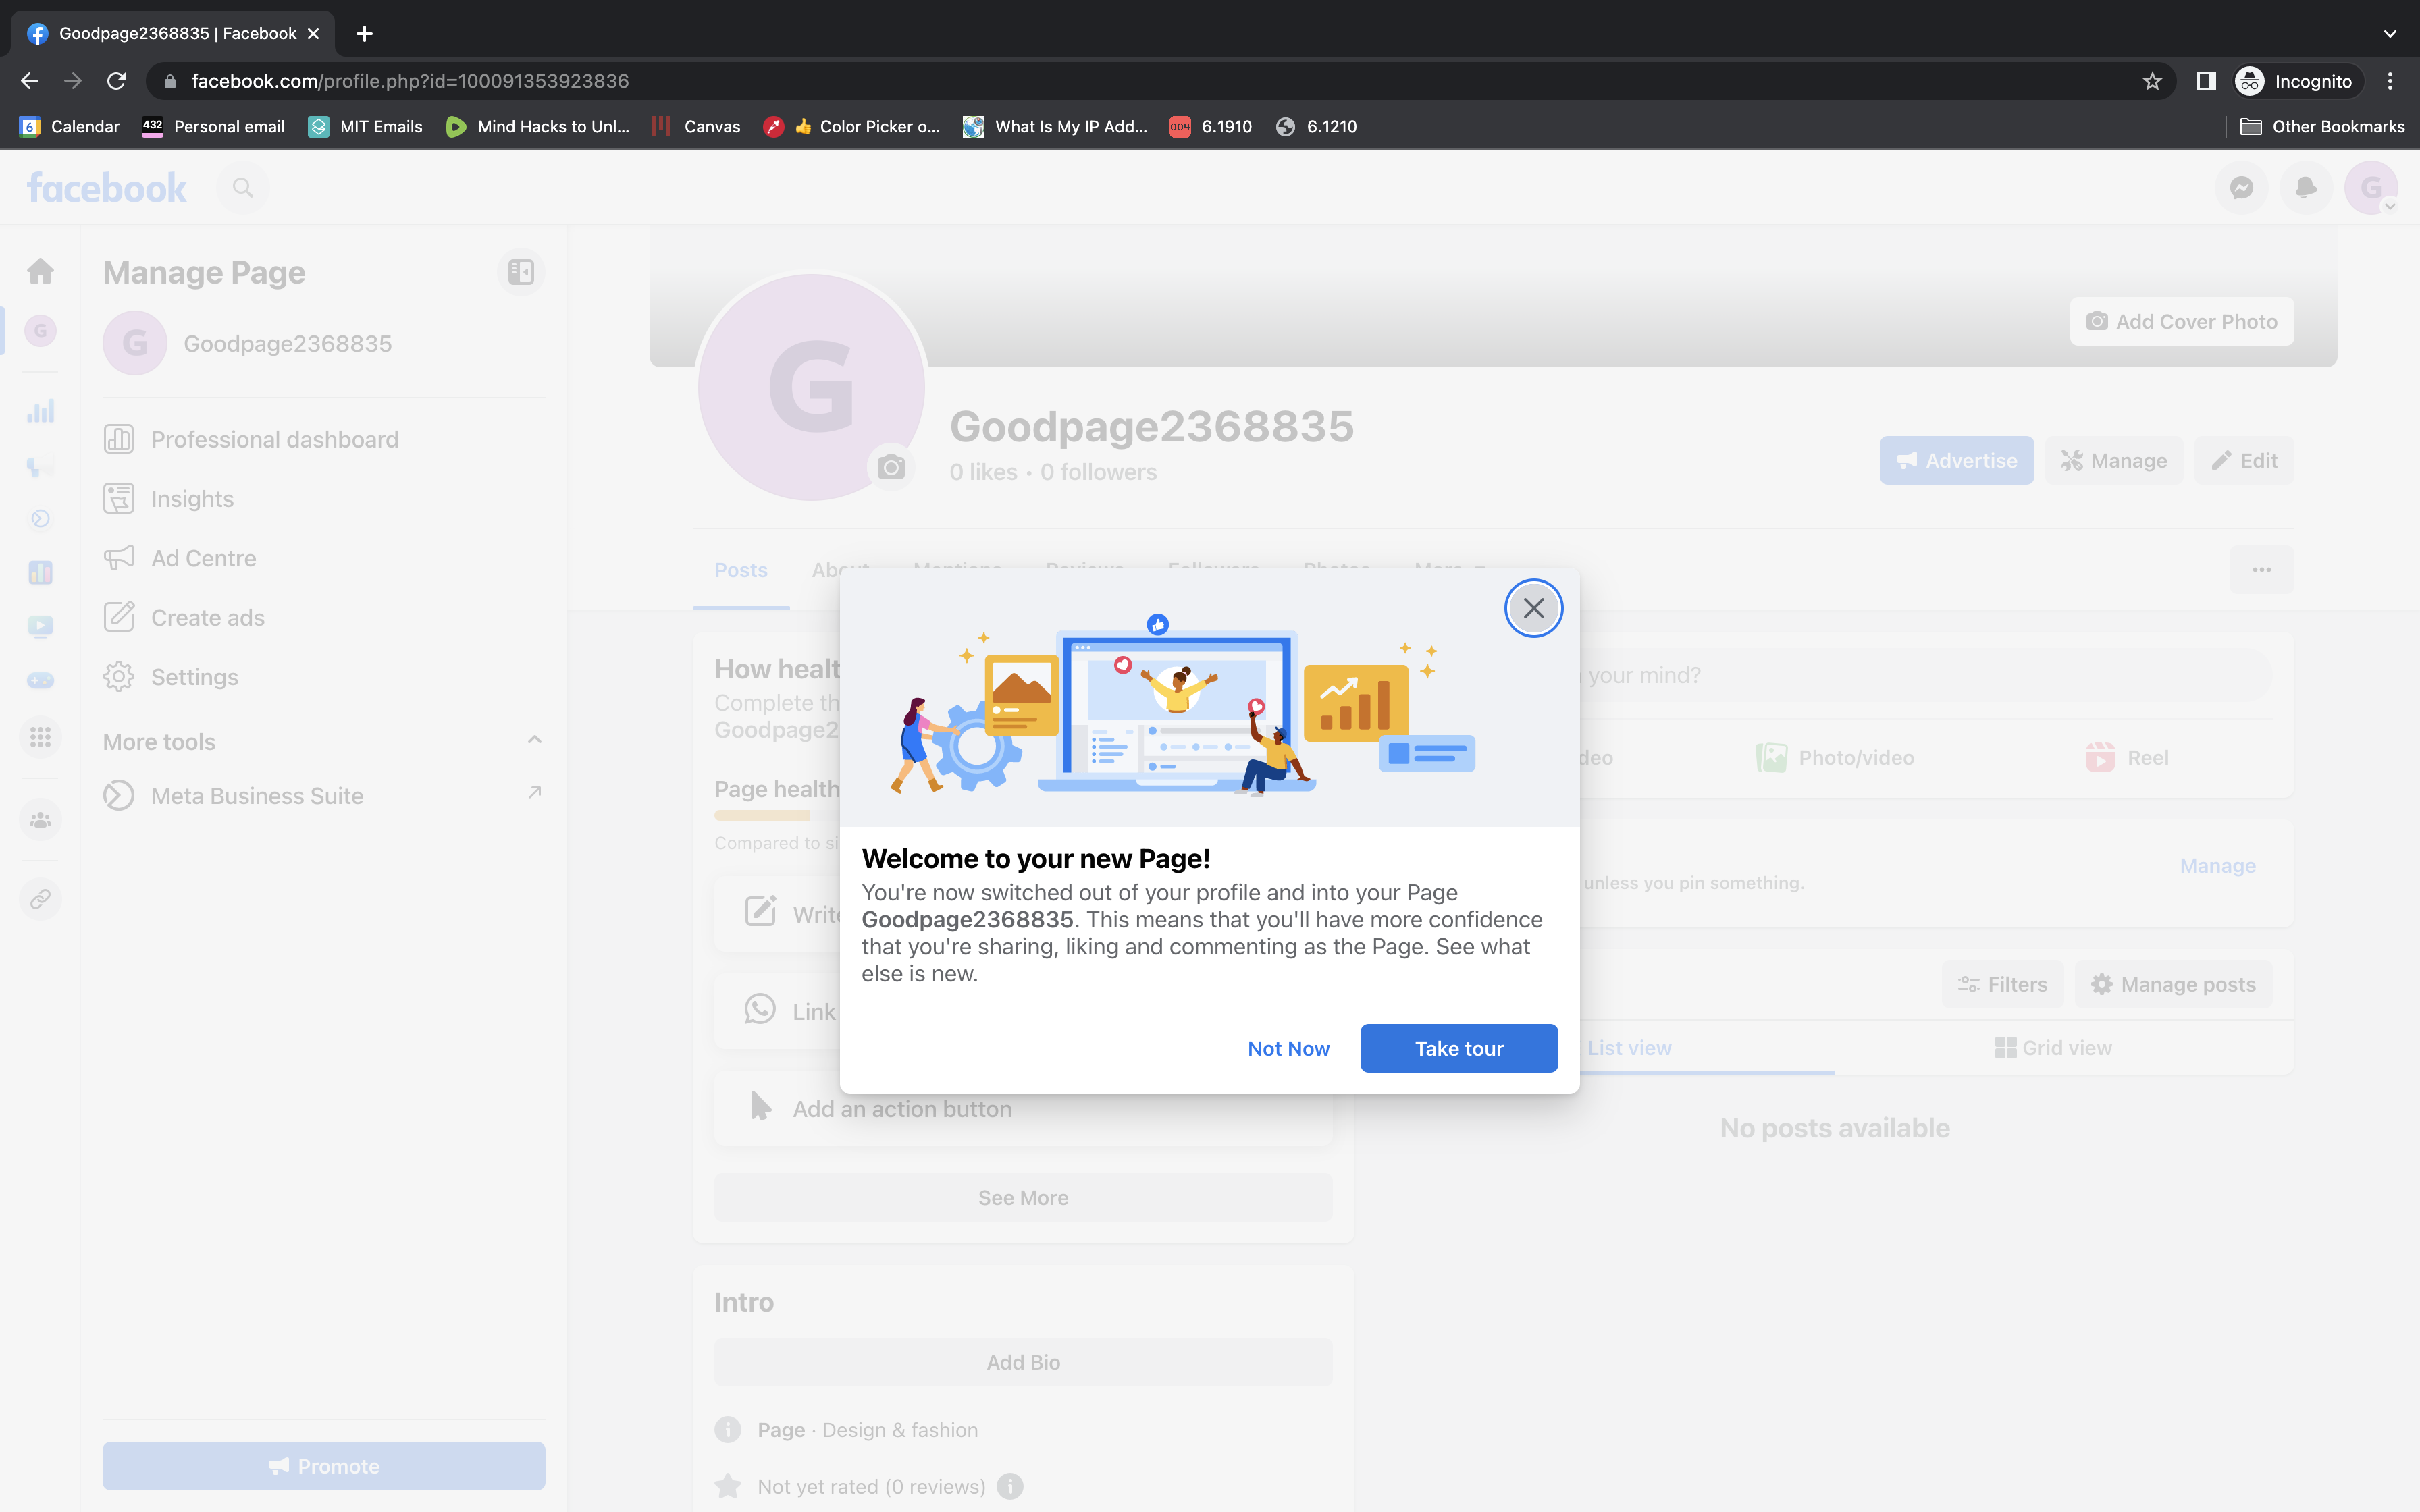 Goodpage2368835 | Facebook
facebook.com/profile.php?id=100091353923836
Incognito
6 Calendar
432 Personal email
MIT Emails
Mind Hacks to Unl...
Canvas
👍 Color Picker o...
What Is My IP Add...
004 6.1910
6.1210
Other Bookmarks
facebook
G
Manage Page
G
G Goodpage2368835
Professional dashboard
Insights
Ad Centre
Create ads
Settings
More tools
Meta Business Suite
Promote
Add Cover Photo
G
Goodpage2368835
0 likes • 0 followers
Advertise
Manage
Edit
Posts
About
Mentions
Reviews
Followers
Photos
More
How healt
Complete th
Goodpage2
Page health
Compared to si
Write
Link
Add an action button
See More
Intro
Add Bio
Page · Design & fashion
Not yet rated (0 reviews)
Welcome to your new Page!
You're now switched out of your profile and into your Page
Goodpage2368835. This means that you'll have more confidence
that you're sharing, liking and commenting as the Page. See what
else is new.
Not Now
Take tour
your mind?
deo
Photo/video
Reel
Manage
unless you pin something.
Filters
Manage posts
List view
Grid view
No posts available